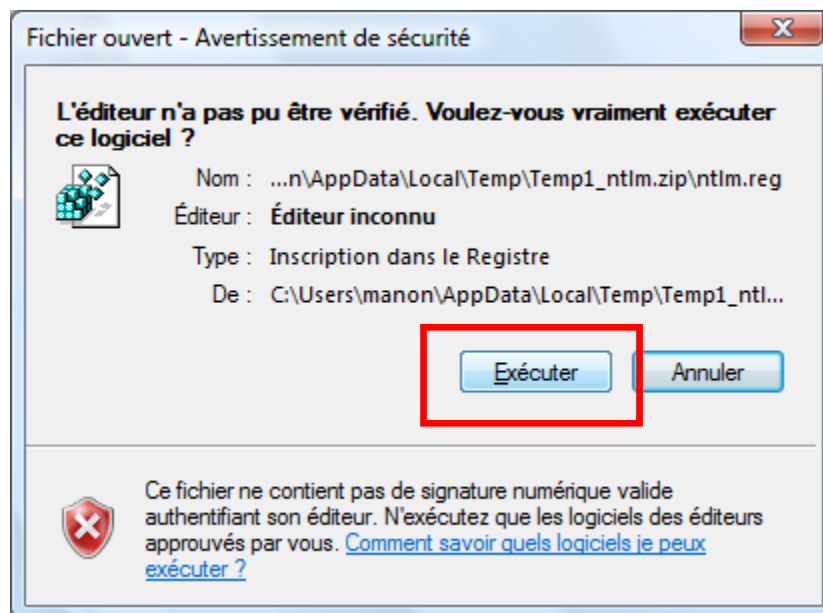 Fichier ouvert - Avertissement de sécurité
L'éditeur n'a pas pu être vérifié. Voulez-vous vraiment exécuter
ce logiciel ?
Nom : ...n\AppData\Local\Temp\Temp1_ntlm.zip\ntlm.reg
Éditeur : Éditeur inconnu
Type : Inscription dans le Registre
De : C:\Users\manon\AppData\Local\Temp\Temp1_ntl...
Exécuter Annuler
Ce fichier ne contient pas de signature numérique valide
authentifiant son éditeur. N'exécutez que les logiciels des éditeurs
approuvés par vous. Comment savoir quels logiciels je peux
exécuter ?